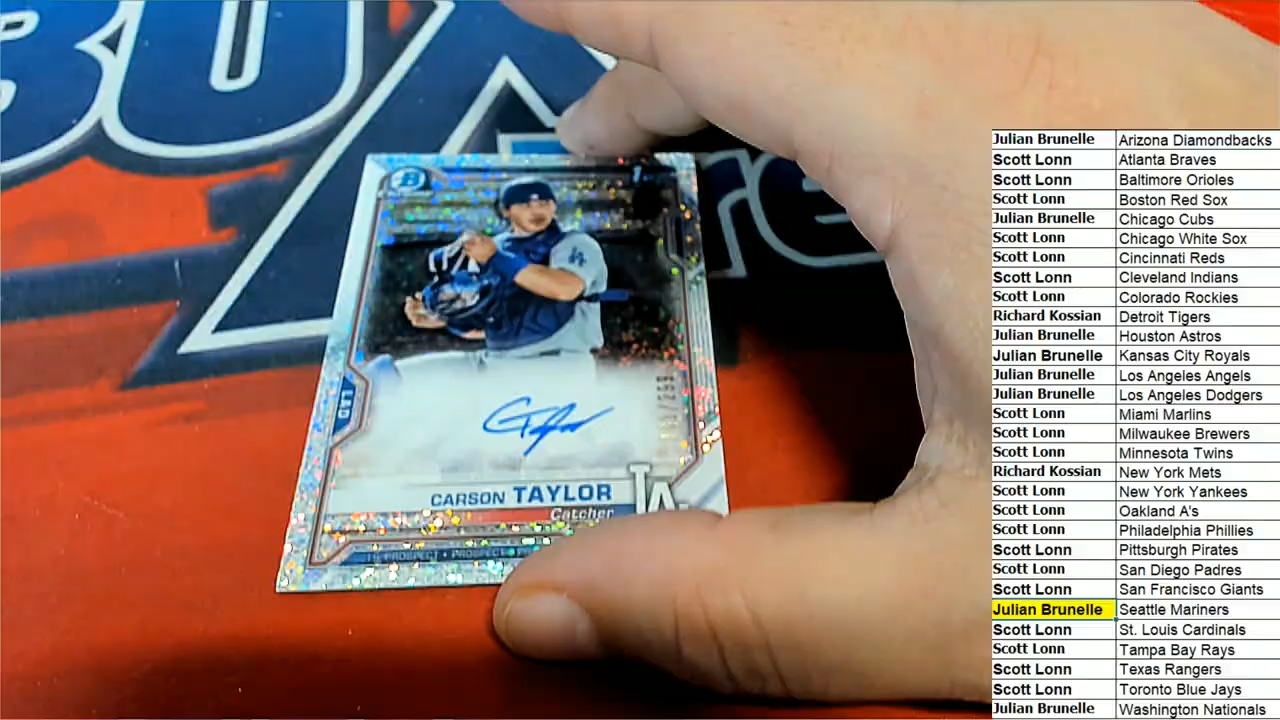 B
1st
LA
LAD
CARSON TAYLOR
Catcher
LA
PROSPECT • PROSPECT
Julian Brunelle Arizona Diamondbacks
Scott Lonn Atlanta Braves
Scott Lonn Baltimore Orioles
Scott Lonn Boston Red Sox
Julian Brunelle Chicago Cubs
Scott Lonn Chicago White Sox
Scott Lonn Cincinnati Reds
Scott Lonn Cleveland Indians
Scott Lonn Colorado Rockies
Richard Kossian Detroit Tigers
Julian Brunelle Houston Astros
Julian Brunelle Kansas City Royals
Julian Brunelle Los Angeles Angels
Julian Brunelle Los Angeles Dodgers
Scott Lonn Miami Marlins
Scott Lonn Milwaukee Brewers
Scott Lonn Minnesota Twins
Richard Kossian New York Mets
Scott Lonn New York Yankees
Scott Lonn Oakland A's
Scott Lonn Philadelphia Phillies
Scott Lonn Pittsburgh Pirates
Scott Lonn San Diego Padres
Scott Lonn San Francisco Giants
Julian Brunelle Seattle Mariners
Scott Lonn St. Louis Cardinals
Scott Lonn Tampa Bay Rays
Scott Lonn Texas Rangers
Scott Lonn Toronto Blue Jays
Julian Brunelle Washington Nationals